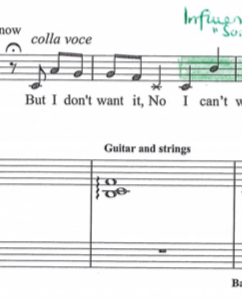 now
colla voce
Influen
"So
But I don't want it, No I can't w
Guitar and strings
Ba